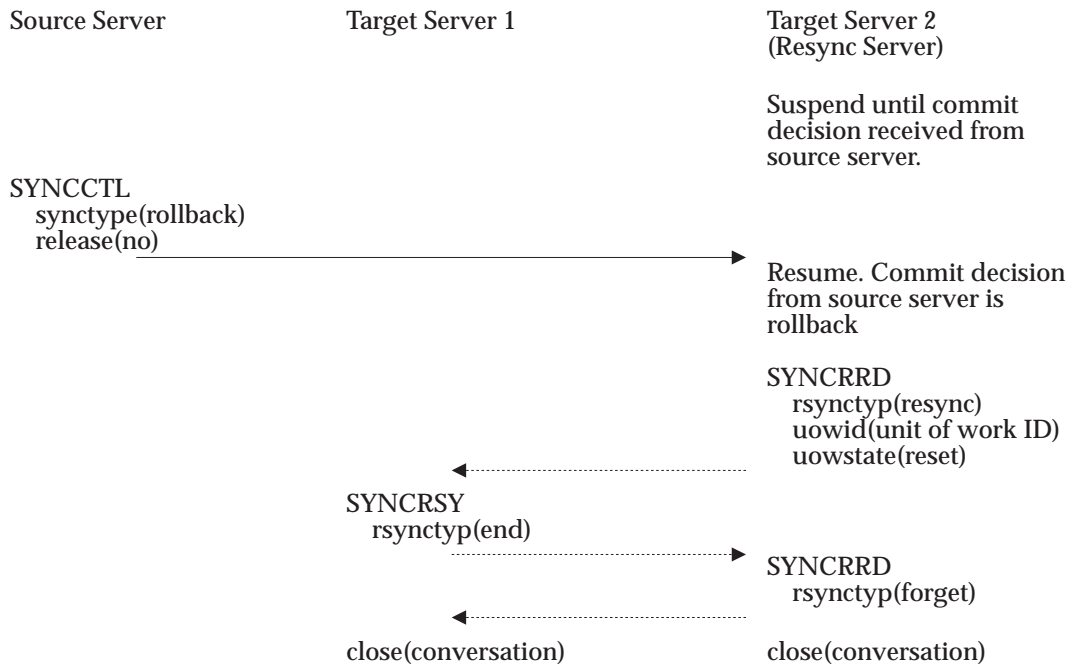 Source Server
Target Server 1
Target Server 2
(Resync Server)
Suspend until commit
decision received from
source server.
SYNCCTL
synctype(rollback)
release(no)
Resume. Commit decision
from source server is
rollback
SYNCRRD
rsynctyp(resync)
uowid(unit of work ID)
uowstate(reset)
SYNCRSY
rsynctyp(end)
SYNCRRD
rsynctyp(forget)
close(conversation)
close(conversation)